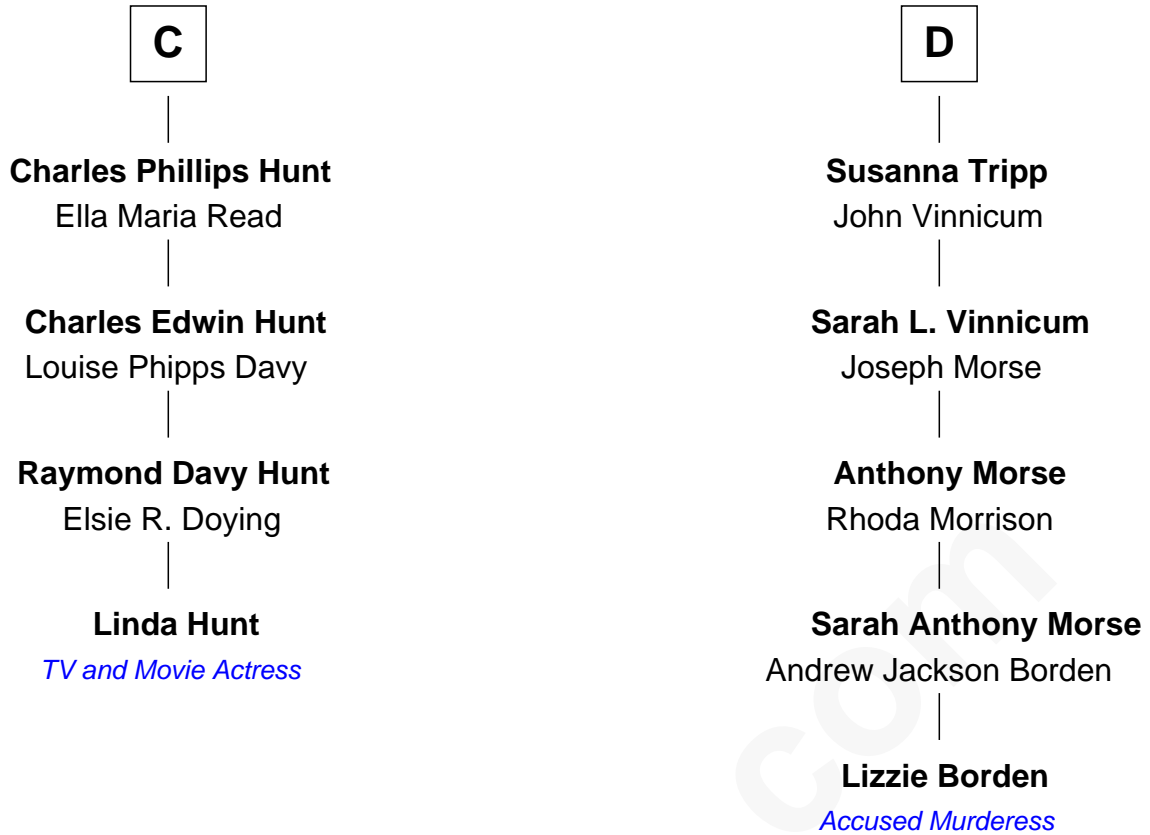 C
Charles Phillips Hunt
Ella Maria Read
Charles Edwin Hunt
Louise Phipps Davy
Raymond Davy Hunt
Elsie R. Doying
Linda Hunt
TV and Movie Actress
D
Susanna Tripp
John Vinnicum
Sarah L. Vinnicum
Joseph Morse
Anthony Morse
Rhoda Morrison
Sarah Anthony Morse
Andrew Jackson Borden
Lizzie Borden
Accused Murderess
com